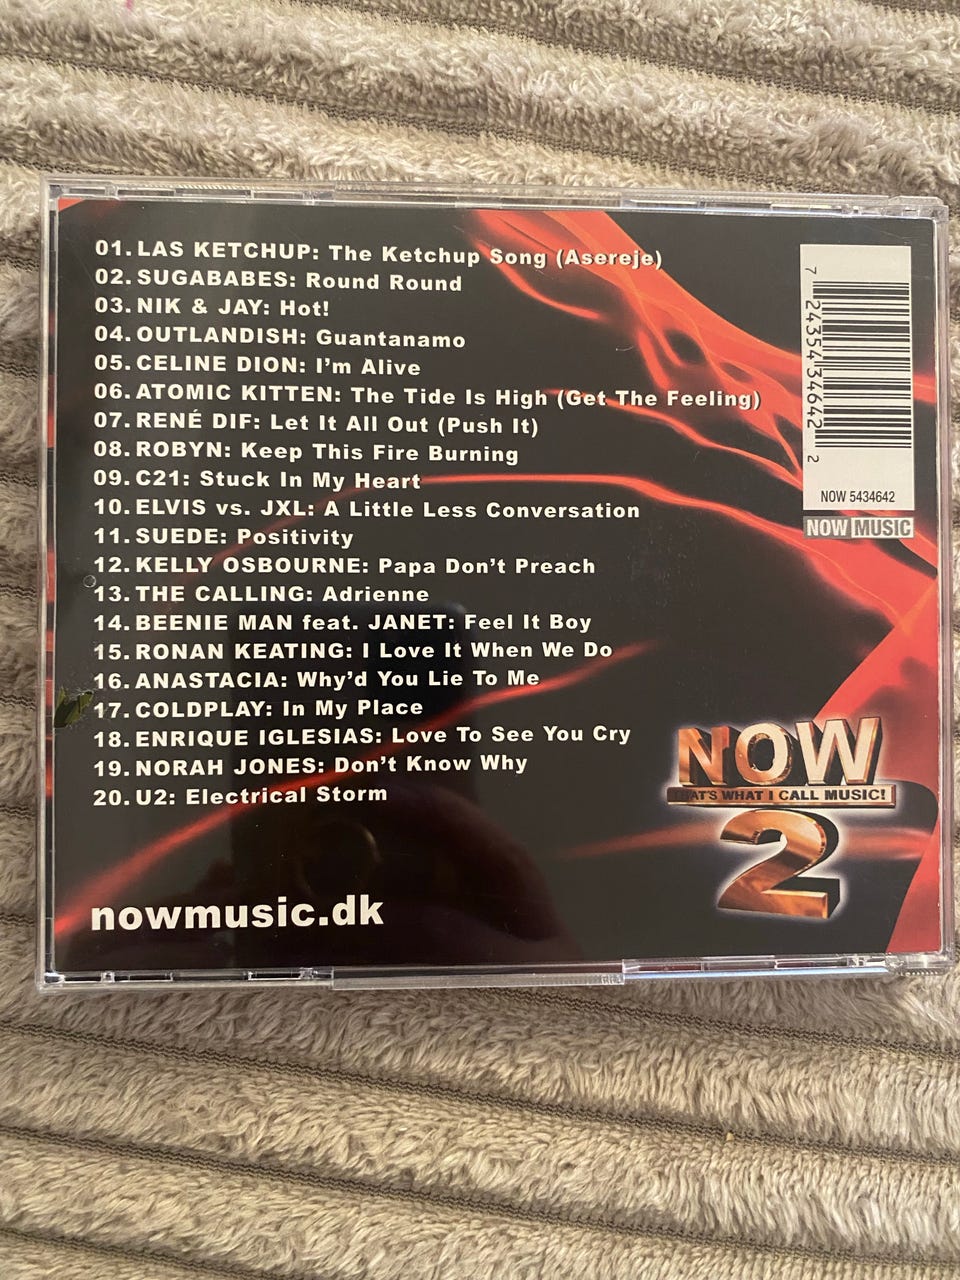 01. LAS KETCHUP: The Ketchup Song (Asereje)
02. SUGABABES: Round Round
03. NIK & JAY: Hot!
04. OUTLANDISH: Guantanamo
05. CELINE DION: I'm Alive
06. ATOMIC KITTEN: The Tide Is High (Get The Feeling)
07. RENÉ DIF: Let It All Out (Push It)
08. ROBYN: Keep This Fire Burning
09. C21: Stuck In My Heart
10. ELVIS vs. JXL: A Little Less Conversation
11. SUEDE: Positivity
12. KELLY OSBOURNE: Papa Don't Preach
13. THE CALLING: Adrienne
14. BEENIE MAN feat. JANET: Feel It Boy
15. RONAN KEATING: I Love It When We Do
16. ANASTACIA: Why'd You Lie To Me
17. COLDPLAY: In My Place
18. ENRIQUE IGLESIAS: Love To See You Cry
19. NORAH JONES: Don't Know Why
20. U2: Electrical Storm
nowmusic.dk
7 24354 34642 2
NOW 5434642
NOW MUSIC
NOW
THAT'S WHAT I CALL MUSIC!
2